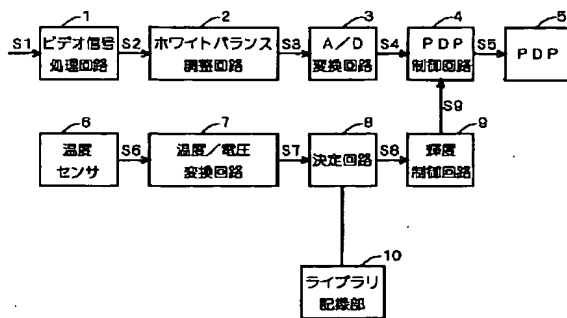 1
2
3
4
5
S1
ビデオ信号
処理回路
S2
ホワイトバランス
調整回路
S3
A/D
変換回路
S4
PDP
制御回路
S5
PDP
S9
6
7
8
9
温度
センサ
S6
温度/電圧
変換回路
S7
決定回路
S8
輝度
制御回路
10
ライブラリ
記録部